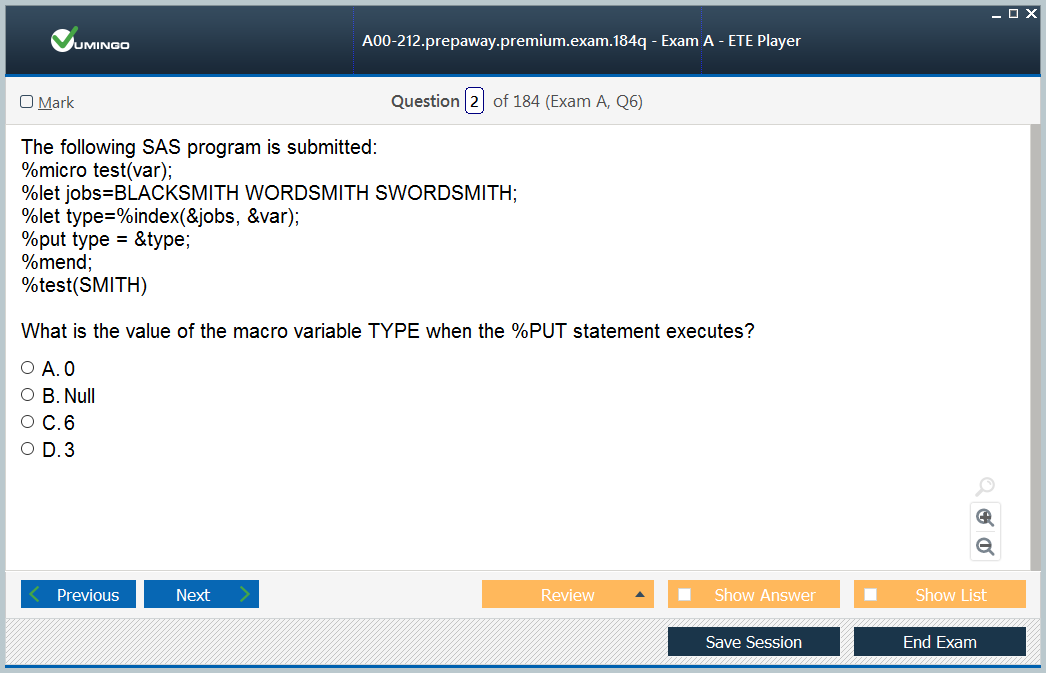 VUMINGO
A00-212.prepaway.premium.exam.184q - Exam A - ETE Player
Mark
Question 2 of 184 (Exam A, Q6)
The following SAS program is submitted:
%micro test(var);
%let jobs=BLACKSMITH WORDSMITH SWORDSMITH;
%let type=%index(&jobs, &var);
%put type = &type;
%mend;
%test(SMITH)
What is the value of the macro variable TYPE when the %PUT statement executes?
A. 0
B. Null
C. 6
D. 3
Previous
Next
Review
Show Answer
Show List
Save Session
End Exam